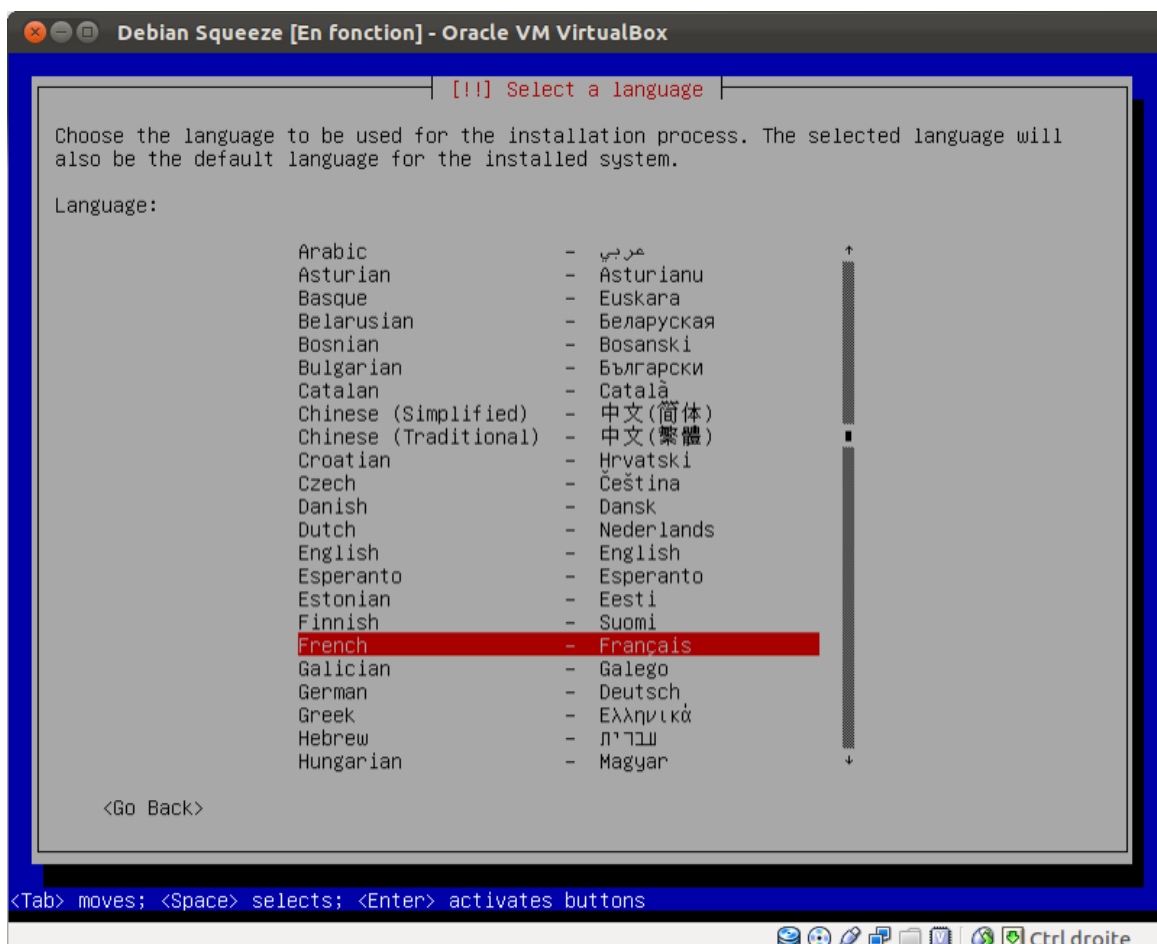 Debian Squeeze [En fonction] - Oracle VM VirtualBox
[!!] Select a language
Choose the language to be used for the installation process. The selected language will
also be the default language for the installed system.
Language:
Arabic - عربي
Asturian - Asturianu
Basque - Euskara
Belarusian - Беларуская
Bosnian - Bosanski
Bulgarian - Български
Catalan - Català
Chinese (Simplified) - 中文(简体)
Chinese (Traditional) - 中文(繁體)
Croatian - Hrvatski
Czech - Čeština
Danish - Dansk
Dutch - Nederlands
English - English
Esperanto - Esperanto
Estonian - Eesti
Finnish - Suomi
French - Français
Galician - Galego
German - Deutsch
Greek - Ελληνικά
Hebrew - עברית
Hungarian - Magyar
<Go Back>
<Tab> moves; <Space> selects; <Enter> activates buttons
Ctrl droite